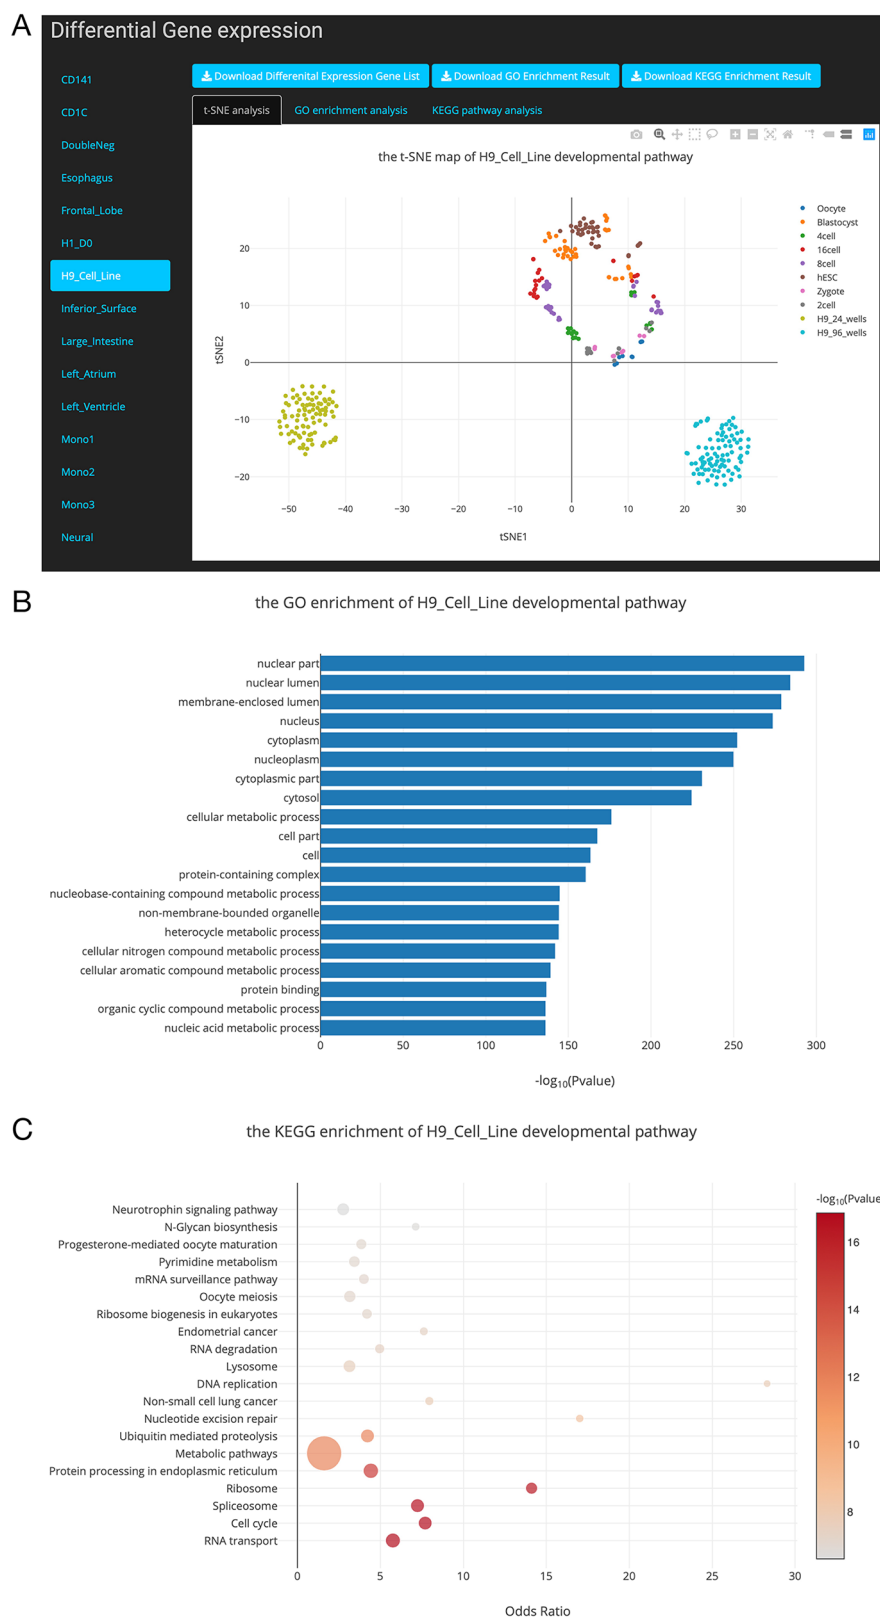 A
Differential Gene expression
CD141
CD1C
DoubleNeg
Esophagus
Frontal_Lobe
H1_D0
H9_Cell_Line
Inferior_Surface
Large_Intestine
Left_Atrium
Left_Ventricle
Mono1
Mono2
Mono3
Neural
Download Differenital Expression Gene List
Download GO Enrichment Result
Download KEGG Enrichment Result
t-SNE analysis
GO enrichment analysis
KEGG pathway analysis
the t-SNE map of H9_Cell_Line developmental pathway
tSNE2
20
10
0
−10
−20
−50
−40
−30
−20
−10
0
10
20
30
tSNE1
Oocyte
Blastocyst
4cell
16cell
8cell
hESC
Zygote
2cell
H9_24_wells
H9_96_wells
B
the GO enrichment of H9_Cell_Line developmental pathway
nuclear part
nuclear lumen
membrane-enclosed lumen
nucleus
cytoplasm
nucleoplasm
cytoplasmic part
cytosol
cellular metabolic process
cell part
cell
protein-containing complex
nucleobase-containing compound metabolic process
non-membrane-bounded organelle
heterocycle metabolic process
cellular nitrogen compound metabolic process
cellular aromatic compound metabolic process
protein binding
organic cyclic compound metabolic process
nucleic acid metabolic process
0
50
100
150
200
250
300
-log₁₀(Pvalue)
C
the KEGG enrichment of H9_Cell_Line developmental pathway
Neurotrophin signaling pathway
N-Glycan biosynthesis
Progesterone-mediated oocyte maturation
Pyrimidine metabolism
mRNA surveillance pathway
Oocyte meiosis
Ribosome biogenesis in eukaryotes
Endometrial cancer
RNA degradation
Lysosome
DNA replication
Non-small cell lung cancer
Nucleotide excision repair
Ubiquitin mediated proteolysis
Metabolic pathways
Protein processing in endoplasmic reticulum
Ribosome
Spliceosome
Cell cycle
RNA transport
0
5
10
15
20
25
30
Odds Ratio
-log₁₀(Pvalue
16
14
12
10
8